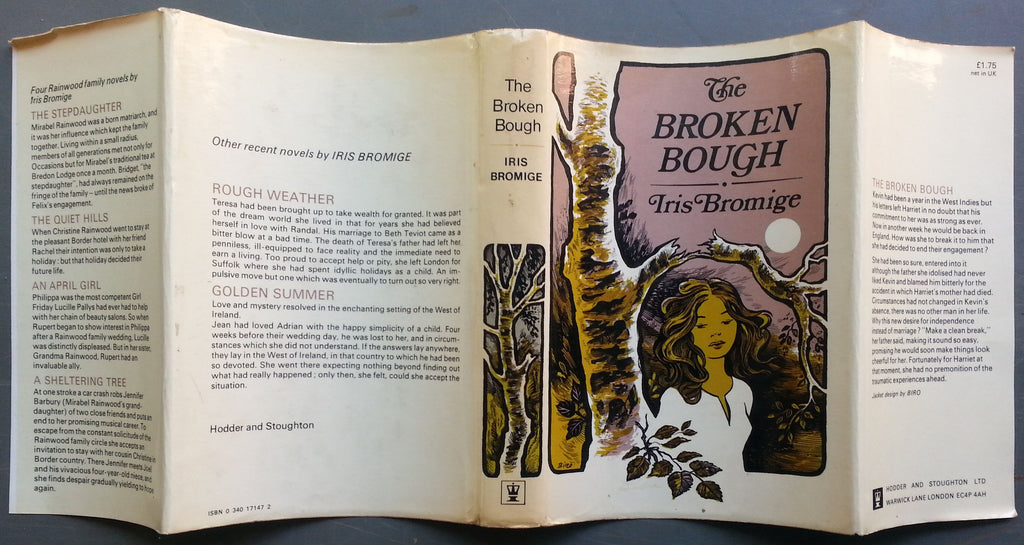 Four Rainwood family novels by
Iris Bromige
THE STEPDAUGHTER
Mirabel Rainwood was a born matriarch, and
it was her influence which kept the family
together. Living within a small radius,
members of all generations met not only for
Occasions but for Mirabel's traditional tea at
Bredon Lodge once a month. Bridget, "the
stepdaughter", had always remained on the
fringe of the family – until the news broke of
Felix's engagement.
THE QUIET HILLS
When Christine Rainwood went to stay at
the pleasant Border hotel with her friend
Rachel their intention was only to take a
holiday : but that holiday decided their
future life.
AN APRIL GIRL
Philippa was the most competent Girl
Friday Lucille Pallys had ever had to help
with her chain of beauty salons. So when
Rupert began to show interest in Philippa
after a Rainwood family wedding, Lucille
was distinctly displeased. But in her sister,
Grandma Rainwood, Rupert had an
invaluable ally.
A SHELTERING TREE
At one stroke a car crash robs Jennifer
Barbury (Mirabel Rainwood's grand-
daughter) of two close friends and puts an
end to her promising musical career. To
escape from the constant solicitude of the
Rainwood family circle she accepts an
invitation to stay with her cousin Christine in
Border country. There Jennifer meets Joel
and his vivacious four-year-old niece, and
she finds despair gradually yielding to hope
again.
Other recent novels by IRIS BROMIGE
ROUGH WEATHER
Teresa had been brought up to take wealth for granted. It was part
of the dream world she lived in that for years she had believed
herself in love with Randal. His marriage to Beth Teviot came as a
bitter blow at a bad time. The death of Teresa's father had left her
penniless, ill-equipped to face reality and the immediate need to
earn a living. Too proud to accept help or pity, she left London for
Suffolk where she had spent idyllic holidays as a child. An im-
pulsive move but one which was eventually to turn out so very right.
GOLDEN SUMMER
Love and mystery resolved in the enchanting setting of the West of
Ireland.
Jean had loved Adrian with the happy simplicity of a child. Four
weeks before their wedding day, he was lost to her, and in circum-
stances which she did not understand. If the answers lay anywhere,
they lay in the West of Ireland, in that country to which he had been
so devoted. She went there expecting nothing beyond finding out
what had really happened ; only then, she felt, could she accept the
situation.
Hodder and Stoughton
ISBN 0 340 17147 2
The
Broken
Bough
IRIS
BROMIGE
The
BROKEN
BOUGH
Iris Bromige
BIRO
£1.75
net in UK
THE BROKEN BOUGH
Kevin had been a year in the West Indies but
his letters left Harriet in no doubt that his
commitment to her was as strong as ever.
Now in another week he would be back in
England. How was she to break it to him that
she had decided to end their engagement ?
She had been so sure, entered into it
although the father she idolised had never
liked Kevin and blamed him bitterly for the
accident in which Harriet's mother had died.
Circumstances had not changed in Kevin's
absence, there was no other man in her life.
Why this new desire for independence
instead of marriage ? "Make a clean break,"
her father said, making it sound so easy,
promising he would soon make things look
cheerful for her. Fortunately for Harriet at
that moment, she had no premonition of the
traumatic experiences ahead.
Jacket design by BIRO
HODDER AND STOUGHTON LTD
WARWICK LANE LONDON EC4P 4AH